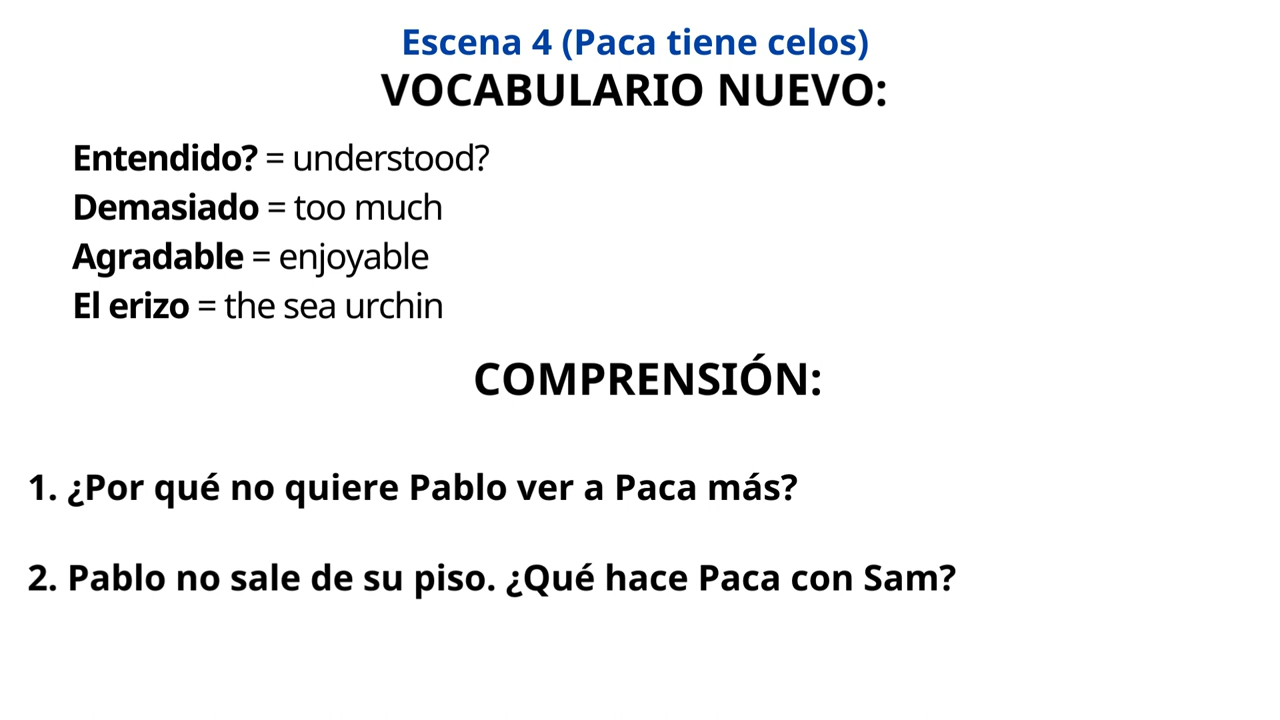 Escena 4 (Paca tiene celos)
VOCABULARIO NUEVO:
Entendido? = understood?
Demasiado = too much
Agradable = enjoyable
El erizo = the sea urchin
COMPRENSIÓN:
1. ¿Por qué no quiere Pablo ver a Paca más?
2. Pablo no sale de su piso. ¿Qué hace Paca con Sam?